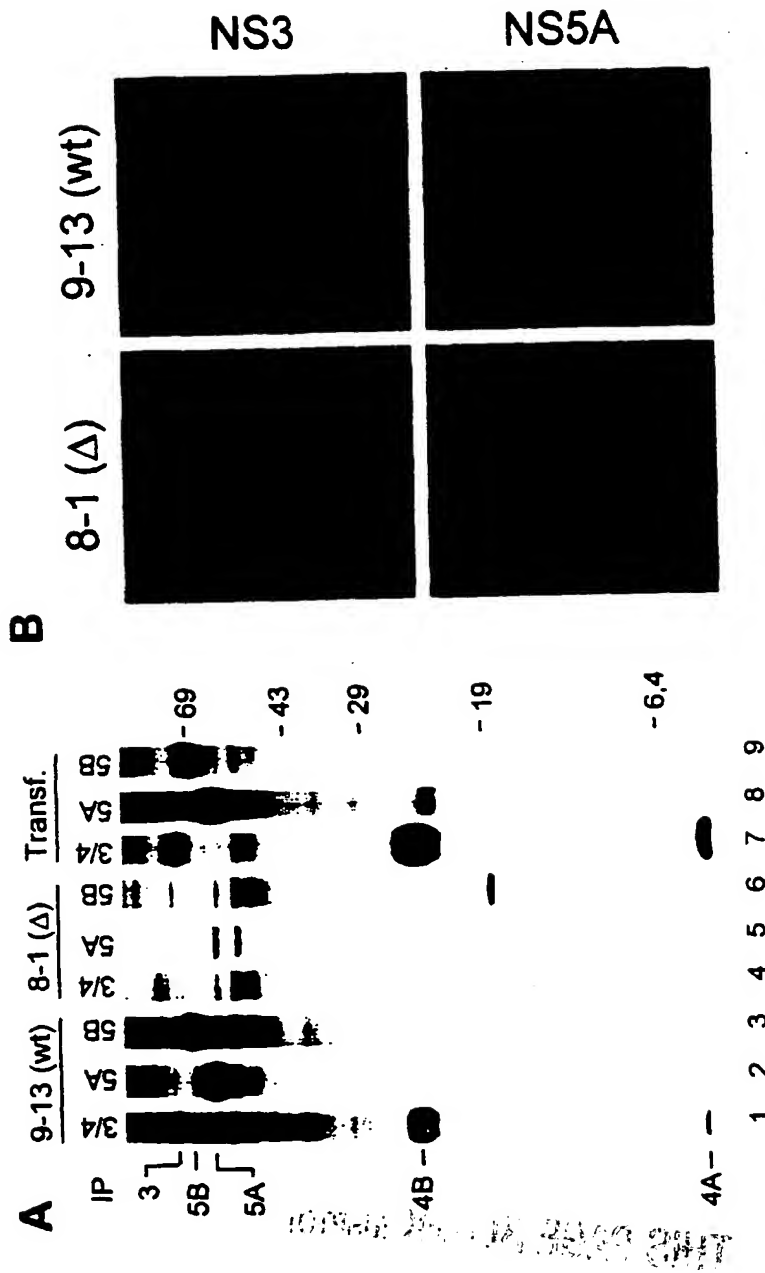 A
9-13 (wt) 8-1 (Δ) Transf.
IP 3/4 5A 5B 3/4 5A 5B 3/4 5A 5B
3
5B
5A
4B –
4A –
- 69
- 43
- 29
- 19
- 6,4
1 2 3 4 5 6 7 8 9
B
8-1 (Δ) 9-13 (wt)
NS3
NS5A